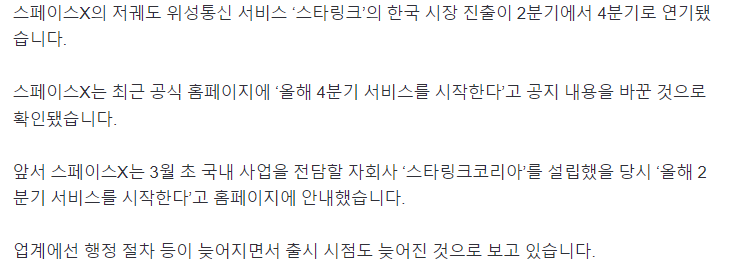 스페이스X의 저궤도 위성통신 서비스 ‘스타링크’의 한국 시장 진출이 2분기에서 4분기로 연기됐
습니다.
스페이스X는 최근 공식 홈페이지에 ‘올해 4분기 서비스를 시작한다’고 공지 내용을 바꾼 것으로
확인됐습니다.
앞서 스페이스X는 3월 초 국내 사업을 전담할 자회사 ‘스타링크코리아’를 설립했을 당시 ‘올해 2
분기 서비스를 시작한다’고 홈페이지에 안내했습니다.
업계에선 행정 절차 등이 늦어지면서 출시 시점도 늦어진 것으로 보고 있습니다.